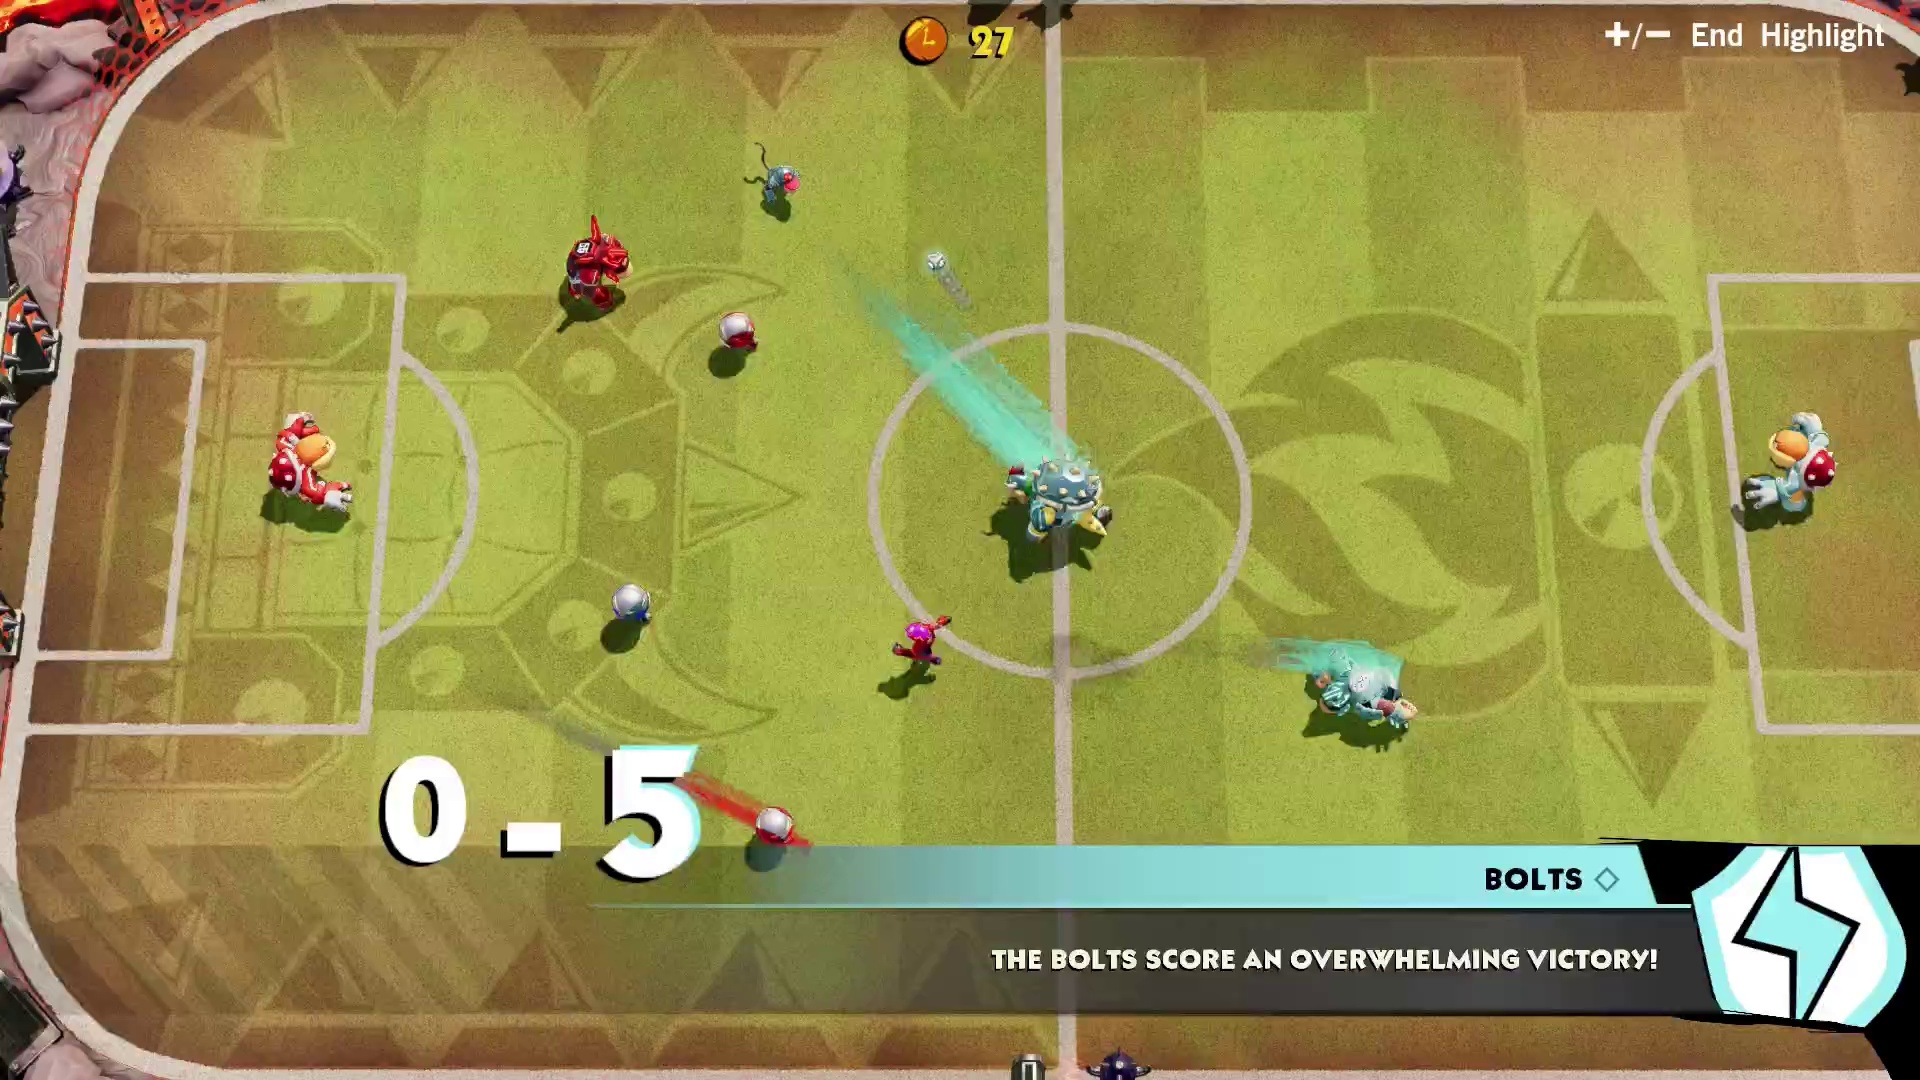 27
+/- End Highlight
0 - 5
BOLTS
THE BOLTS SCORE AN OVERWHELMING VICTORY!